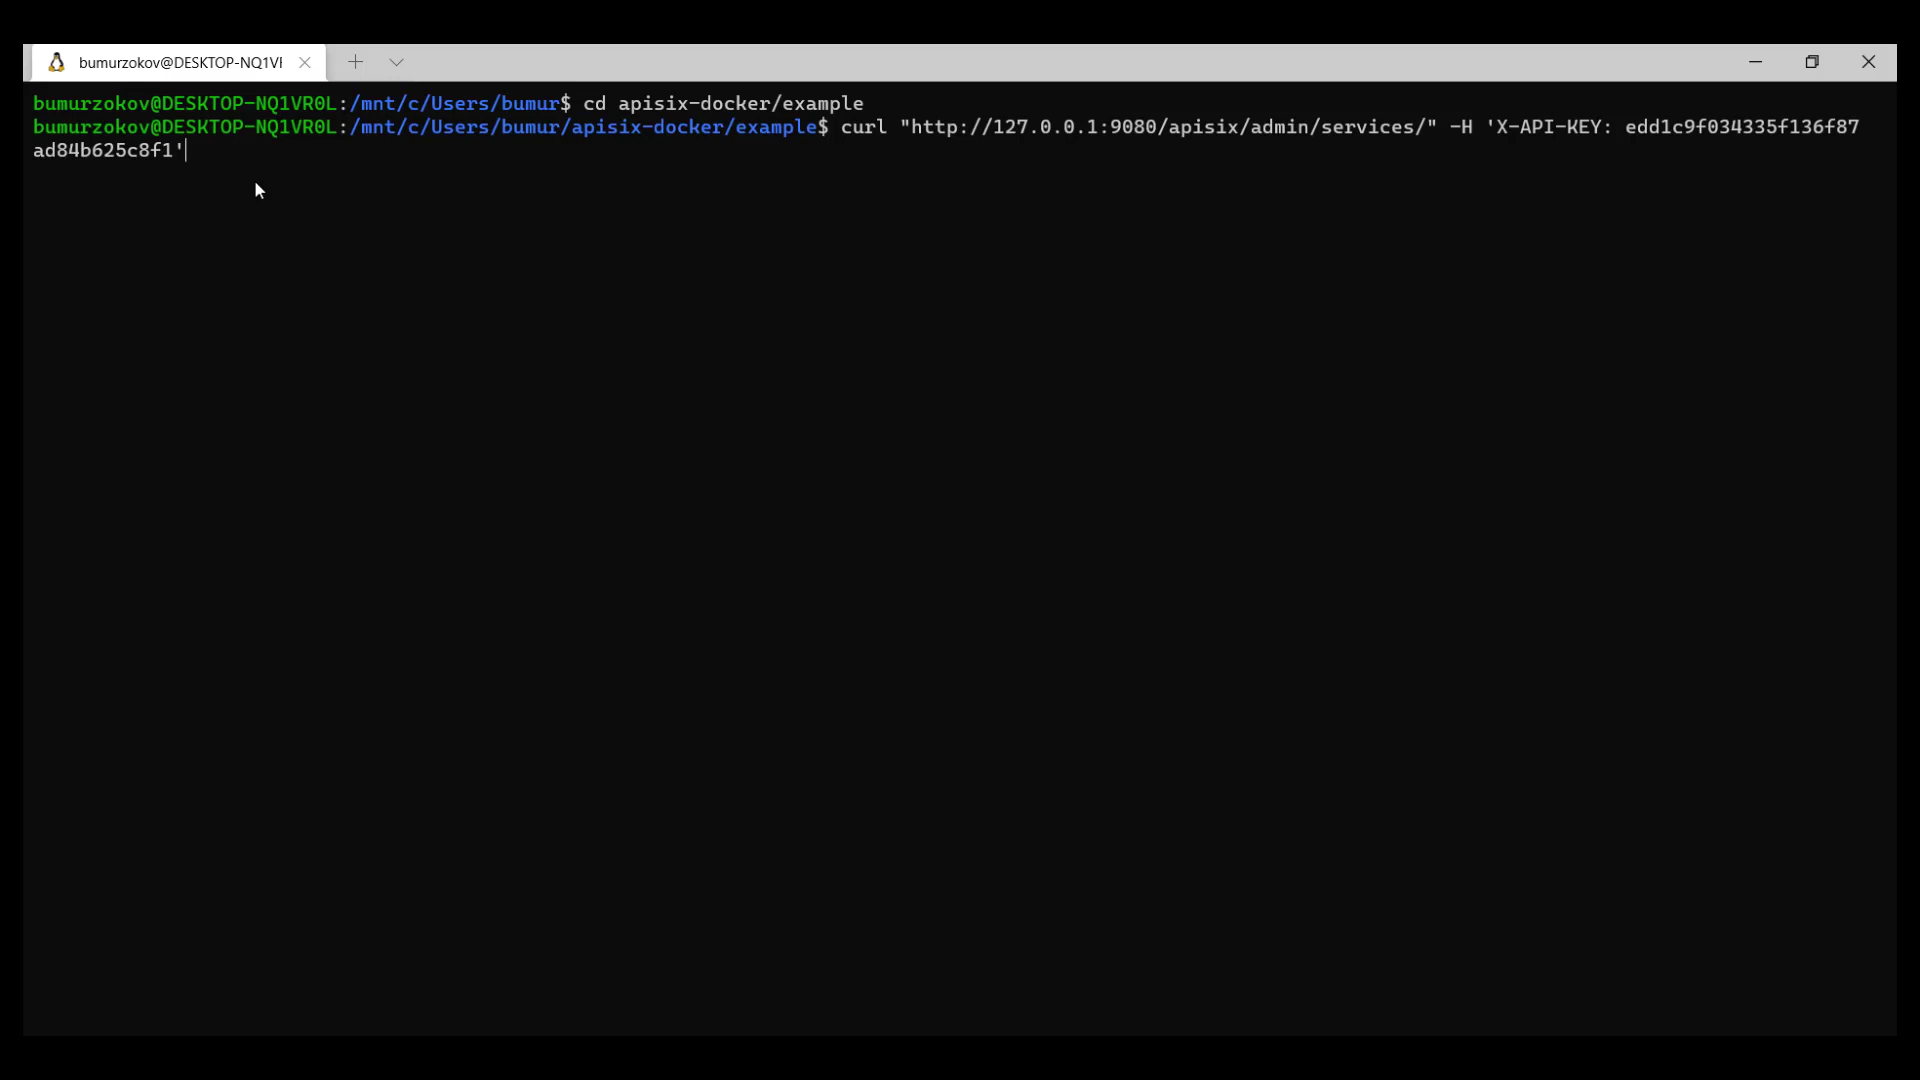 bumurzokov@DESKTOP-NQ1VR
bumurzokov@DESKTOP-NQ1VR0L:/mnt/c/Users/bumur$ cd apisix-docker/example
bumurzokov@DESKTOP-NQ1VR0L:/mnt/c/Users/bumur/apisix-docker/example$ curl "http://127.0.0.1:9080/apisix/admin/services/" -H 'X-API-KEY: edd1c9f034335f136f87
ad84b625c8f1'